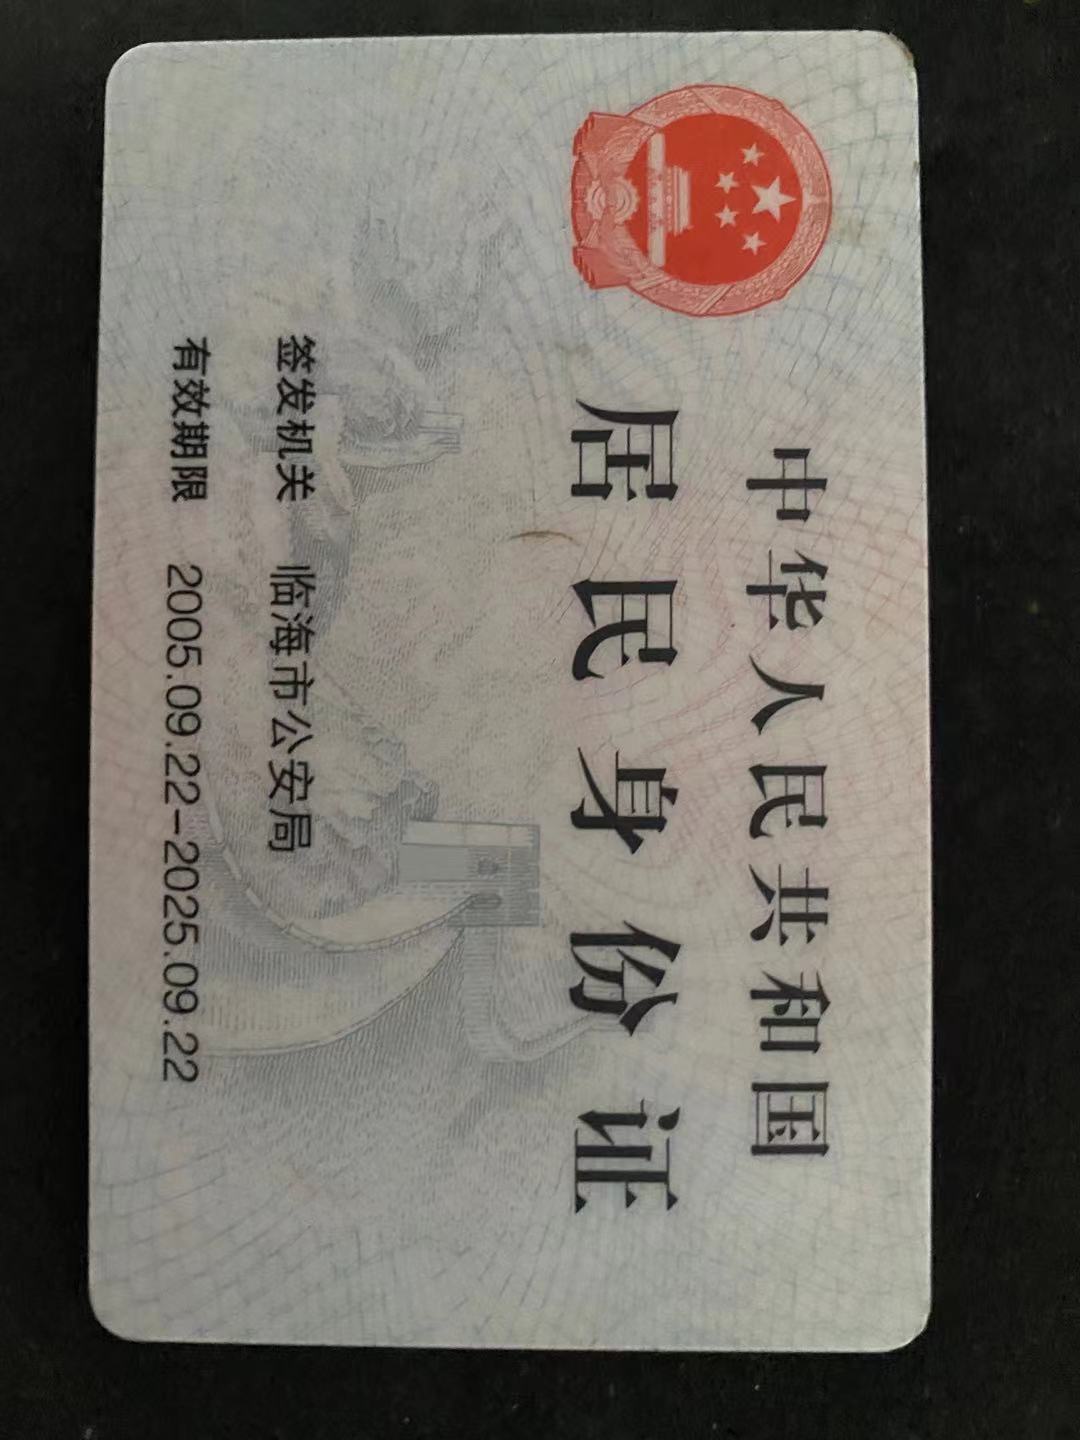 中华人民共和国
居民身份证
签发机关 临海市公安局
有效期限 2005.09.22-2025.09.22